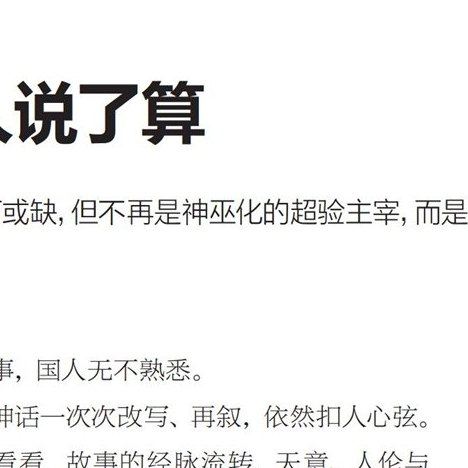 人说了算
可或缺，但不再是神巫化的超验主宰，而是
事，国人无不熟悉。
神话一次次改写、再叙，依然扣人心弦。
看看，故事的经脉流转，天意、人伦与